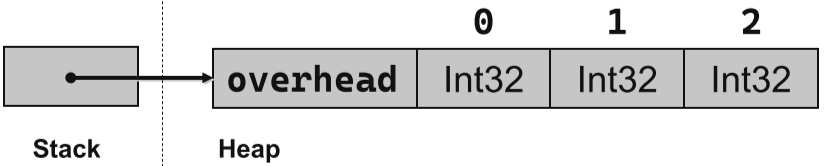 0 1 2
overhead Int32 Int32 Int32
Stack Heap